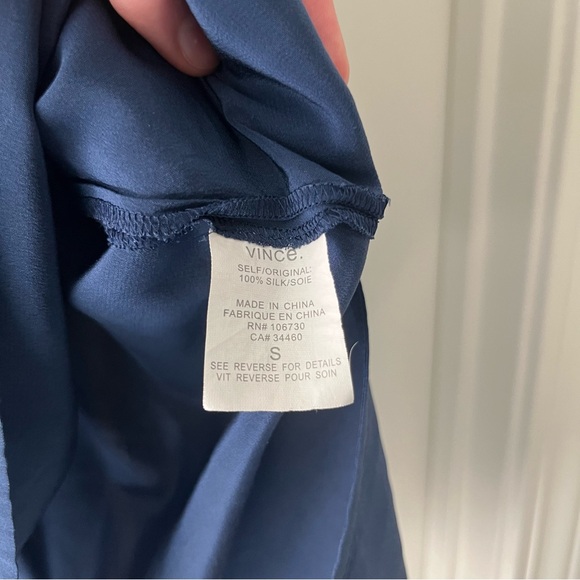 VINCe.
SELF/ORIGINAL:
100% SILK/SOIE
MADE IN CHINA
FABRIQUE EN CHINA
RN# 106730
CA# 34460
S
SEE REVERSE FOR DETAILS
VIT REVERSE POUR SOIN